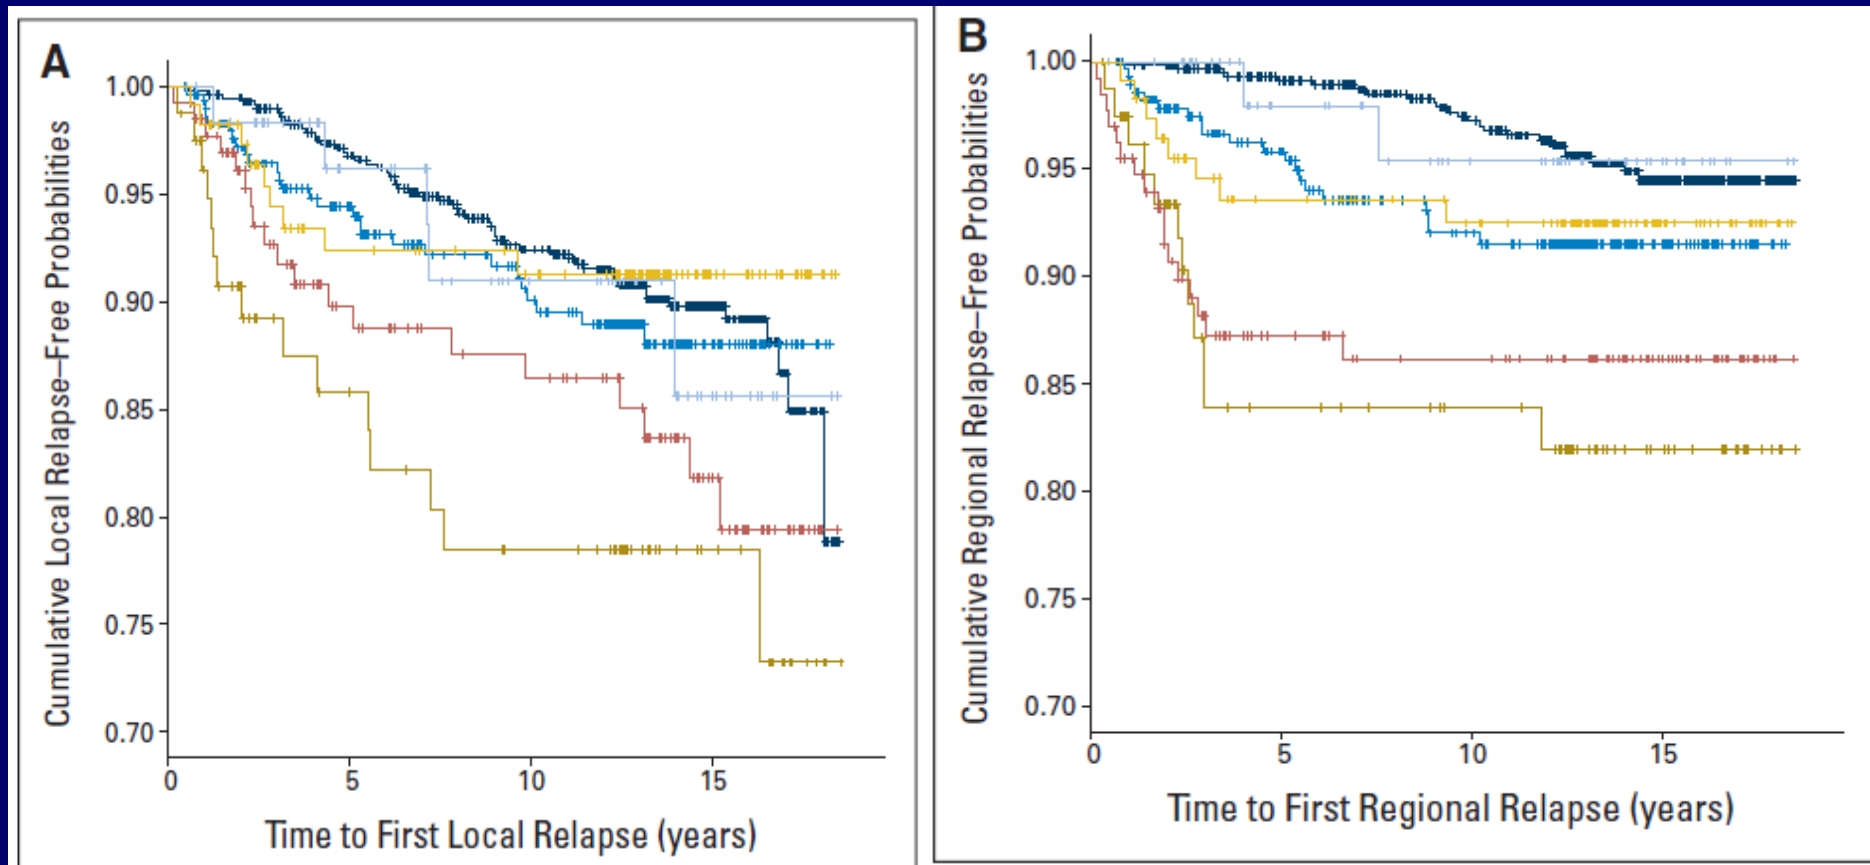 A
Cumulative Local Relapse–Free Probabilities
1.00
0.95
0.90
0.85
0.80
0.75
0.70
0 5 10 15
Time to First Local Relapse (years)
B
Cumulative Regional Relapse–Free Probabilities
1.00
0.95
0.90
0.85
0.80
0.75
0.70
0 5 10 15
Time to First Regional Relapse (years)